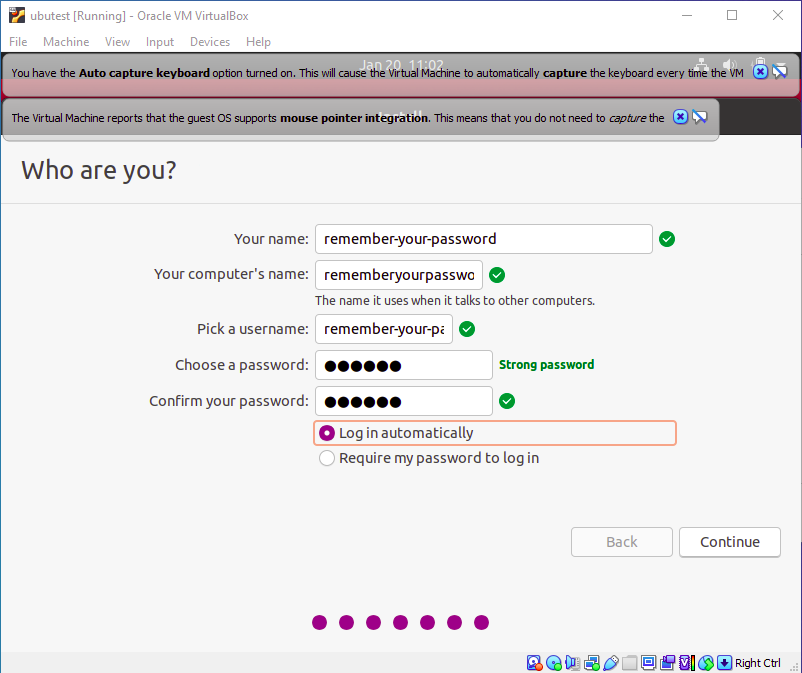 ubutest [Running] - Oracle VM VirtualBox
File Machine View Input Devices Help
Jan 20 11:02
You have the Auto capture keyboard option turned on. This will cause the Virtual Machine to automatically capture the keyboard every time the VM
The Virtual Machine reports that the guest OS supports mouse pointer integration. This means that you do not need to capture the
Who are you?
Your name: remember-your-password
Your computer's name: rememberyourpasswo
The name it uses when it talks to other computers.
Pick a username: remember-your-pa
Choose a password: ●●●●●● Strong password
Confirm your password: ●●●●●●
Log in automatically
Require my password to log in
Back Continue
Right Ctrl